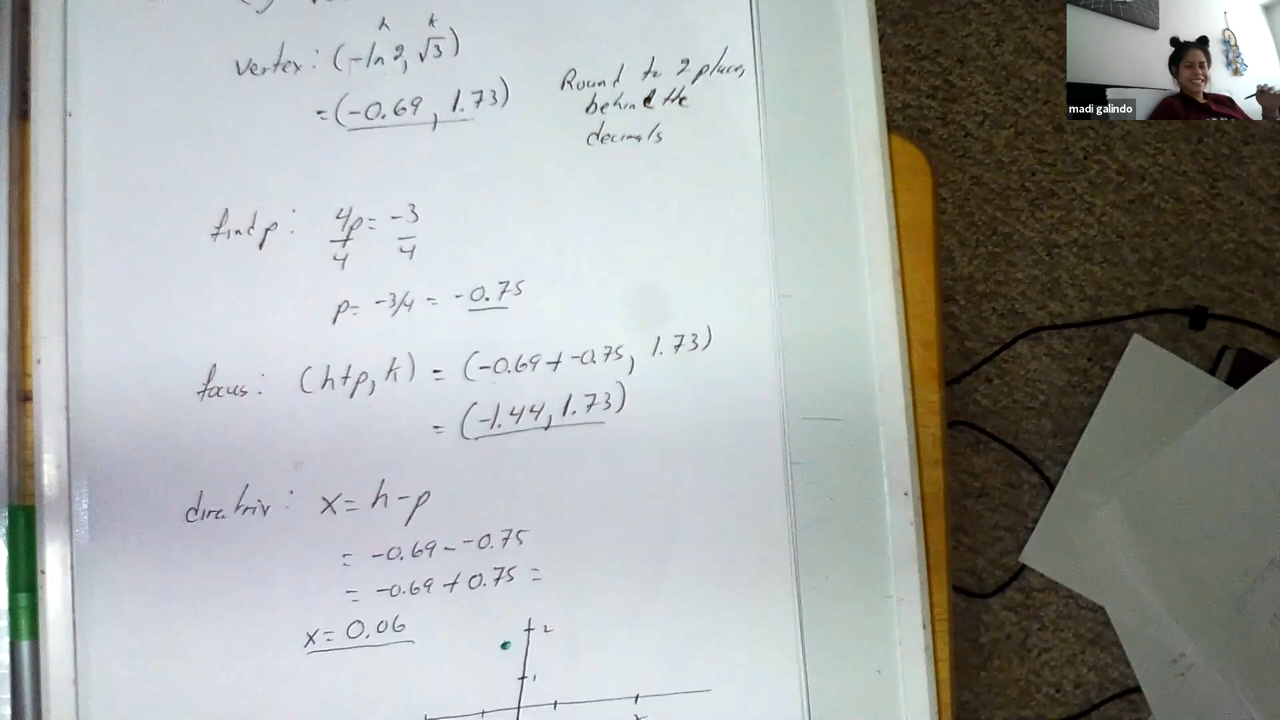 h k
vertex: (-ln 2, √3)
= (-0.69, 1.73)
Round to 2 places
behind the
decimals
find p: 4p = -3
4 4
p = -3/4 = -0.75
focus: (h+p, k) = (-0.69 + -0.75, 1.73)
= (-1.44, 1.73)
directrix: x = h - p
= -0.69 - -0.75
= -0.69 + 0.75 =
x = 0.06
2
1
madi galindo